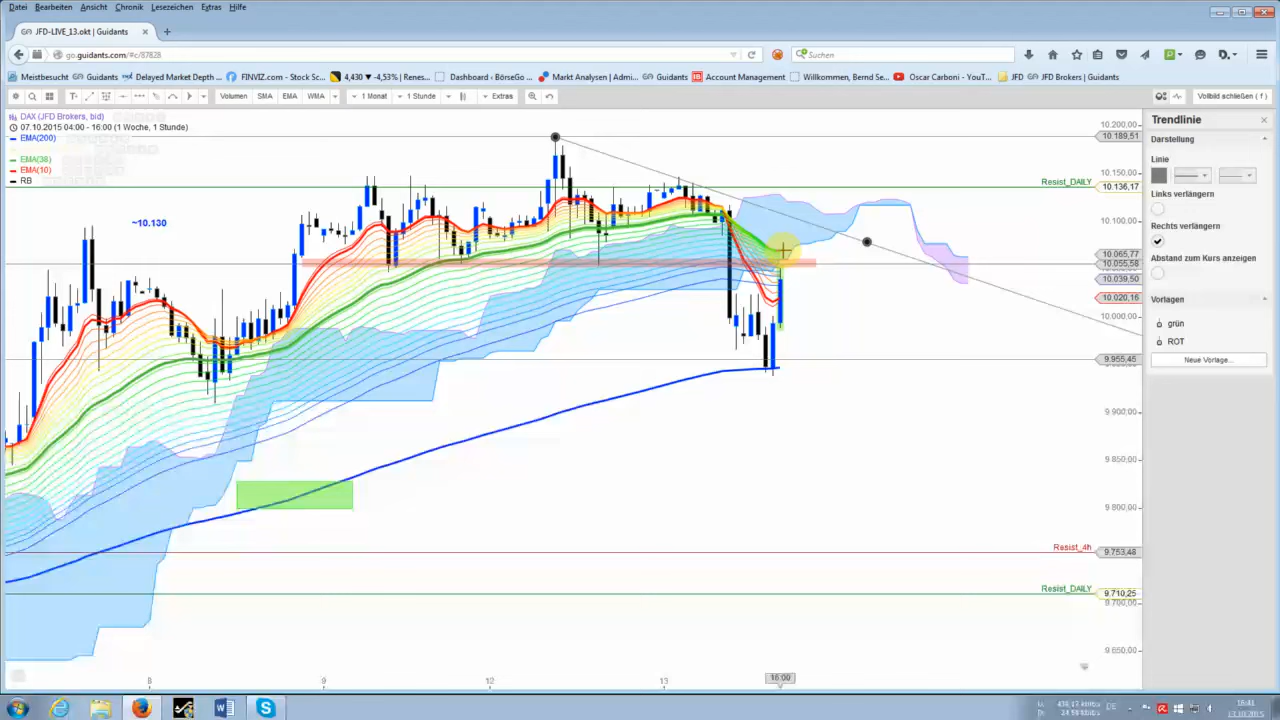 Datei Bearbeiten Ansicht Chronik Lesezeichen Extras Hilfe
JFD-LIVE_13.okt | Guidants
go.guidants.com/#c/87828
Suchen
Meistbesucht Guidants Delayed Market Depth ... FINVIZ.com - Stock Sc... 4,430 ▼ -4,53% | Renes... Dashboard - BörseGo ... Markt Analysen | Admi... Guidants Account Management Willkommen, Bernd Se... Oscar Carboni - YouT... JFD JFD Brokers | Guidants
Volumen SMA EMA WMA 1 Monat 1 Stunde Extras Vollbild schließen ( f )
DAX (JFD Brokers, bid)
07.10.2015 04:00 - 16:00 (1 Woche, 1 Stunde)
EMA(200)
EMA(38)
EMA(10)
RB
~10.130
10.200,00
10.189,51
10.150,00
Resist_DAILY 10.136,17
10.100,00
10.065,77
10.055,58
10.039,50
10.020,16
10.000,00
9.955,45
9.900,00
9.850,00
9.800,00
Resist_4h 9.753,48
Resist_DAILY 9.710,25
9.700,00
9.650,00
8 9 12 13 16:00
Trendlinie
Darstellung
Linie
Links verlängern
Rechts verlängern
Abstand zum Kurs anzeigen
Vorlagen
grün
ROT
Neue Vorlage...
DE
16:41
13.10.2015